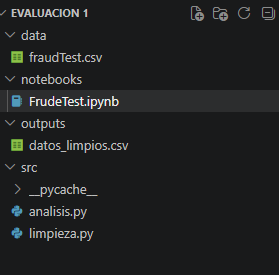 EVALUACION 1
data
fraudTest.csv
notebooks
FrudeTest.ipynb
outputs
datos_limpios.csv
src
__pycache__
analisis.py
limpieza.py